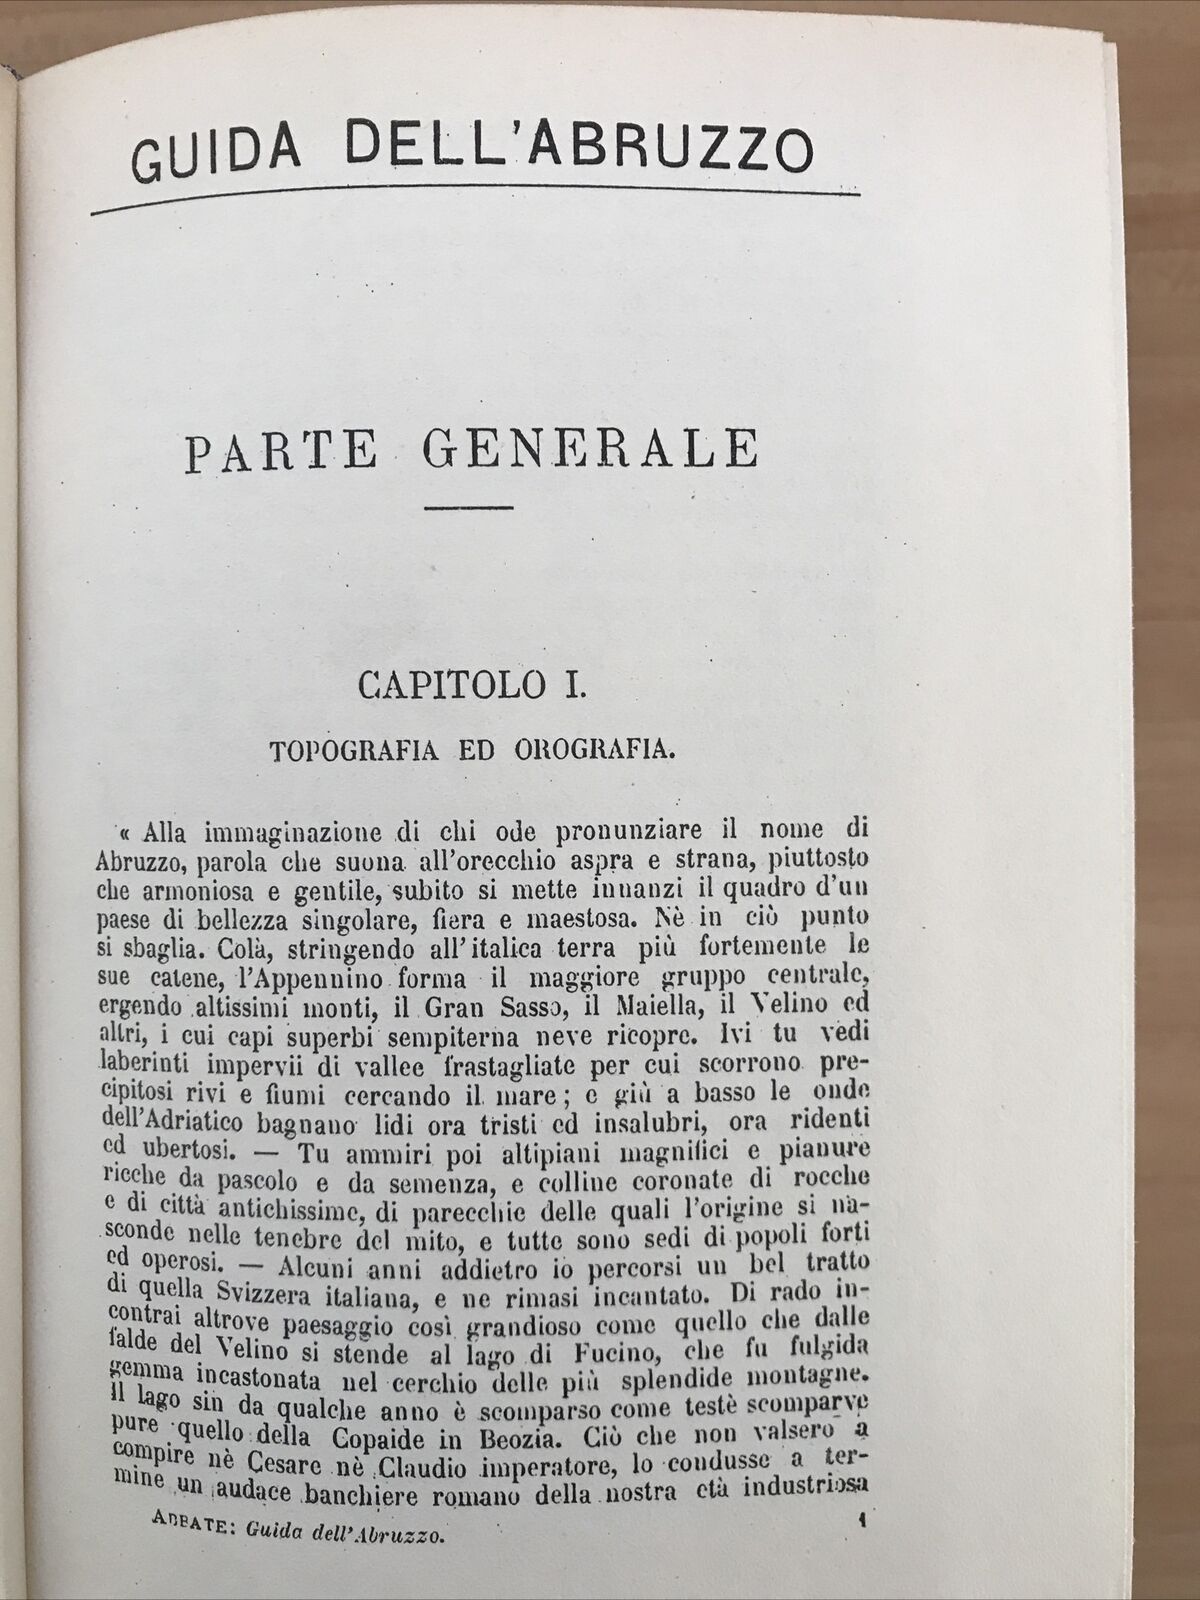 GUIDA DELL'ABRUZZO
PARTE GENERALE
CAPITOLO I.
TOPOGRAFIA ED OROGRAFIA.
« Alla immaginazione di chi ode pronunziare il nome di
Abruzzo, parola che suona all'orecchio aspra e strana, piuttosto
che armoniosa e gentile, subito si mette innanzi il quadro d'un
paese di bellezza singolare, fiera e maestosa. Nè in ciò punto
si sbaglia. Colà, stringendo all'italica terra più fortemente le
sue catene, l'Appennino forma il maggiore gruppo centrale,
ergendo altissimi monti, il Gran Sasso, il Maiella, il Velino ed
altri, i cui capi superbi sempiterna neve ricopre. Ivi tu vedi
laberinti impervii di vallee frastagliate per cui scorrono pre-
cipitosi rivi e fiumi cercando il mare; e giù a basso le onde
dell'Adriatico bagnano lidi ora tristi ed insalubri, ora ridenti
ed ubertosi. — Tu ammiri poi altipiani magnifici e pianure
ricche da pascolo e da semenza, e colline coronate di rocche
e di città antichissime, di parecchie delle quali l'origine si na-
sconde nelle tenebre del mito, e tutte sono sedi di popoli forti
ed operosi. — Alcuni anni addietro io percorsi un bel tratto
di quella Svizzera italiana, e ne rimasi incantato. Di rado in-
contrai altrove paesaggio così grandioso come quello che dalle
falde del Velino si stende al lago di Fucino, che fu fulgida
gemma incastonata nel cerchio delle più splendide montagne.
Il lago sin da qualche anno è scomparso come testè scomparve
pure quello della Copaide in Beozia. Ciò che non valsero a
compire nè Cesare nè Claudio imperatore, lo condusse a ter-
mine un audace banchiere romano della nostra età industriosa
ABBATE: Guida dell'Abruzzo.
1